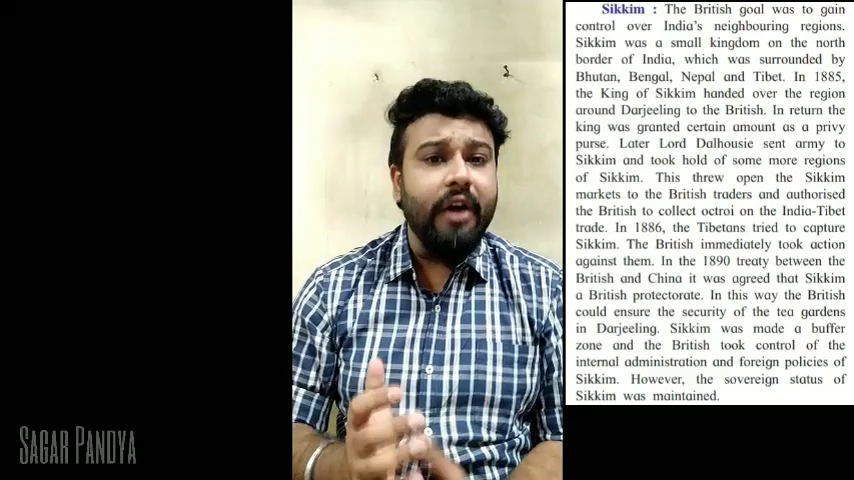 Sikkim : The British goal was to gain
control over India's neighbouring regions.
Sikkim was a small kingdom on the north
border of India, which was surrounded by
Bhutan, Bengal, Nepal and Tibet. In 1885,
the King of Sikkim handed over the region
around Darjeeling to the British. In return the
king was granted certain amount as a privy
purse. Later Lord Dalhousie sent army to
Sikkim and took hold of some more regions
of Sikkim. This threw open the Sikkim
markets to the British traders and authorised
the British to collect octroi on the India-Tibet
trade. In 1886, the Tibetans tried to capture
Sikkim. The British immediately took action
against them. In the 1890 treaty between the
British and China it was agreed that Sikkim
a British protectorate. In this way the British
could ensure the security of the tea gardens
in Darjeeling. Sikkim was made a buffer
zone and the British took control of the
internal administration and foreign policies of
Sikkim. However, the sovereign status of
Sikkim was maintained.
SAGAR PANDYA